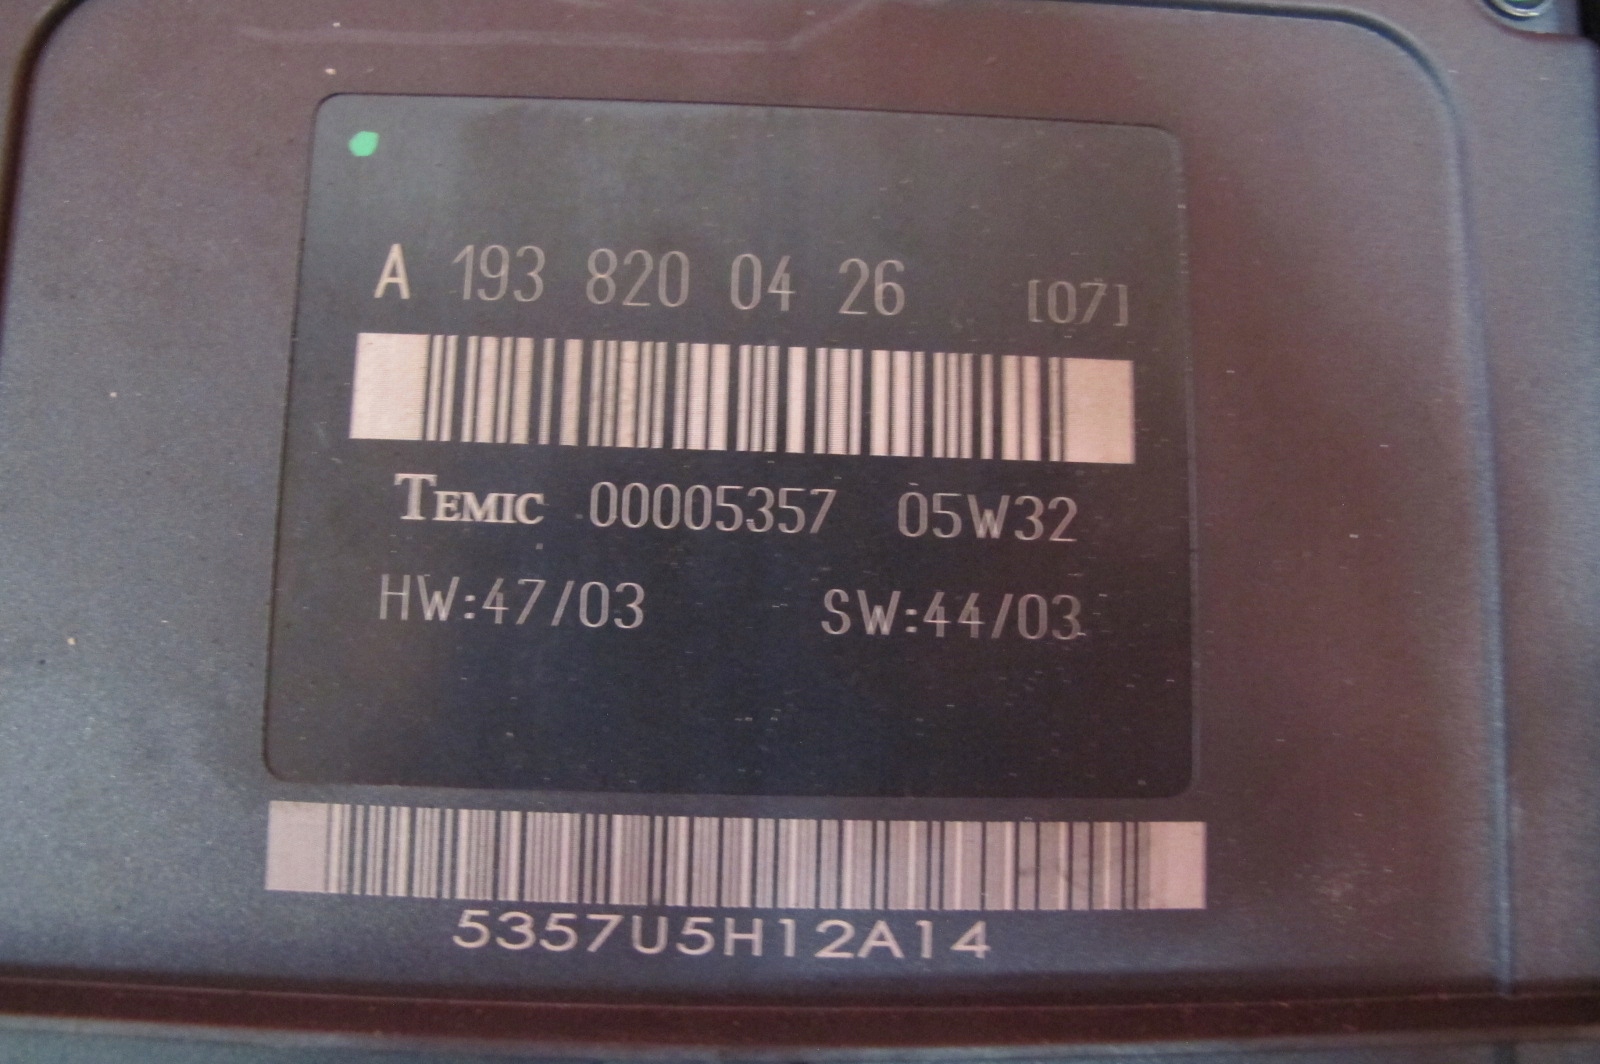 A 193 820 04 26 [07]
TEMIC 00005357 05W32
HW:47/03 SW:44/03
5357U5H12A14